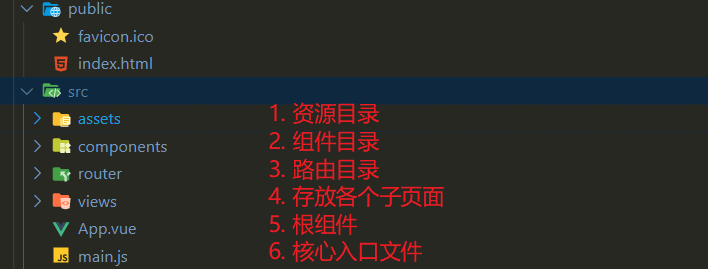 public
favicon.ico
index.html
src
assets 1. 资源目录
components 2. 组件目录
router 3. 路由目录
views 4. 存放各个子页面
App.vue 5. 根组件
JS main.js 6. 核心入口文件